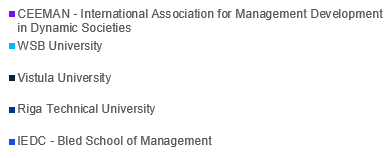 CEEMAN - International Association for Management Development
in Dynamic Societies
WSB University
Vistula University
Riga Technical University
IEDC - Bled School of Management